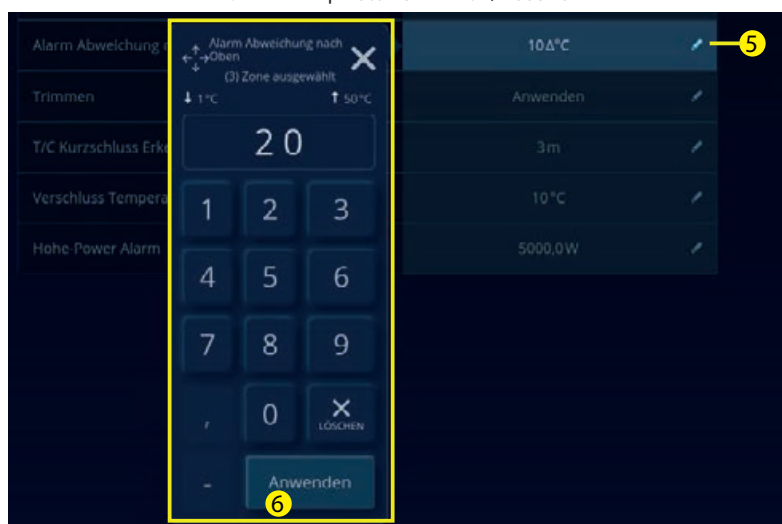 Alarm Abweichung
10Δ°C
5
Alarm Abweichung nach
Oben
(3) Zone ausgewählt
↓ 1°C ↑ 50°C
20
Trimmen
Anwenden
T/C Kurzschluss Erke
3m
Verschluss Tempera
10°C
Hohe-Power Alarm
5000,0W
1 2 3
4 5 6
7 8 9
, 0 LÖSCHEN
- Anwenden
6